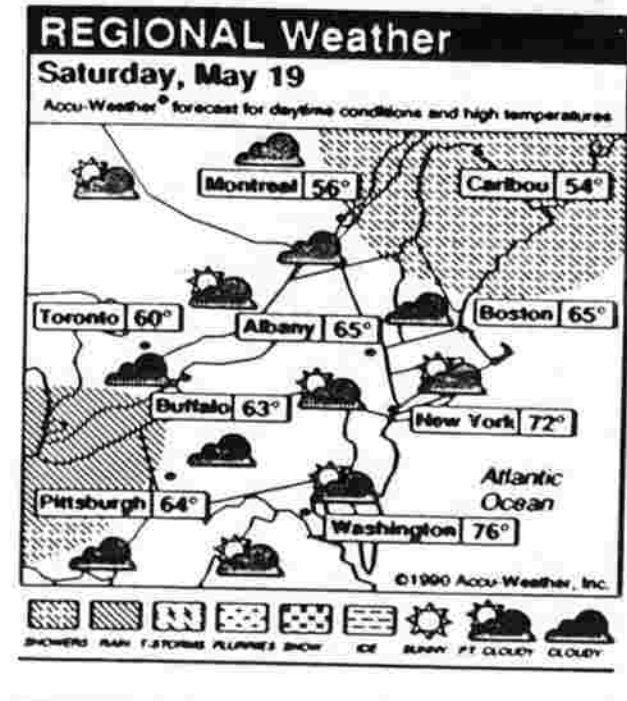 REGIONAL Weather
Saturday, May 19
Accu-Weather® forecast for daytime conditions and high temperatures
Montreal 56°
Caribou 54°
Toronto 60°
Albany 65°
Boston 65°
Buffalo 63°
New York 72°
Atlantic
Ocean
Pittsburgh 64°
Washington 76°
©1990 Accu-Weather, Inc.
SHOWERS RAIN T-STORMS FLURRIES SNOW ICE SUNNY PT CLOUDY CLOUDY